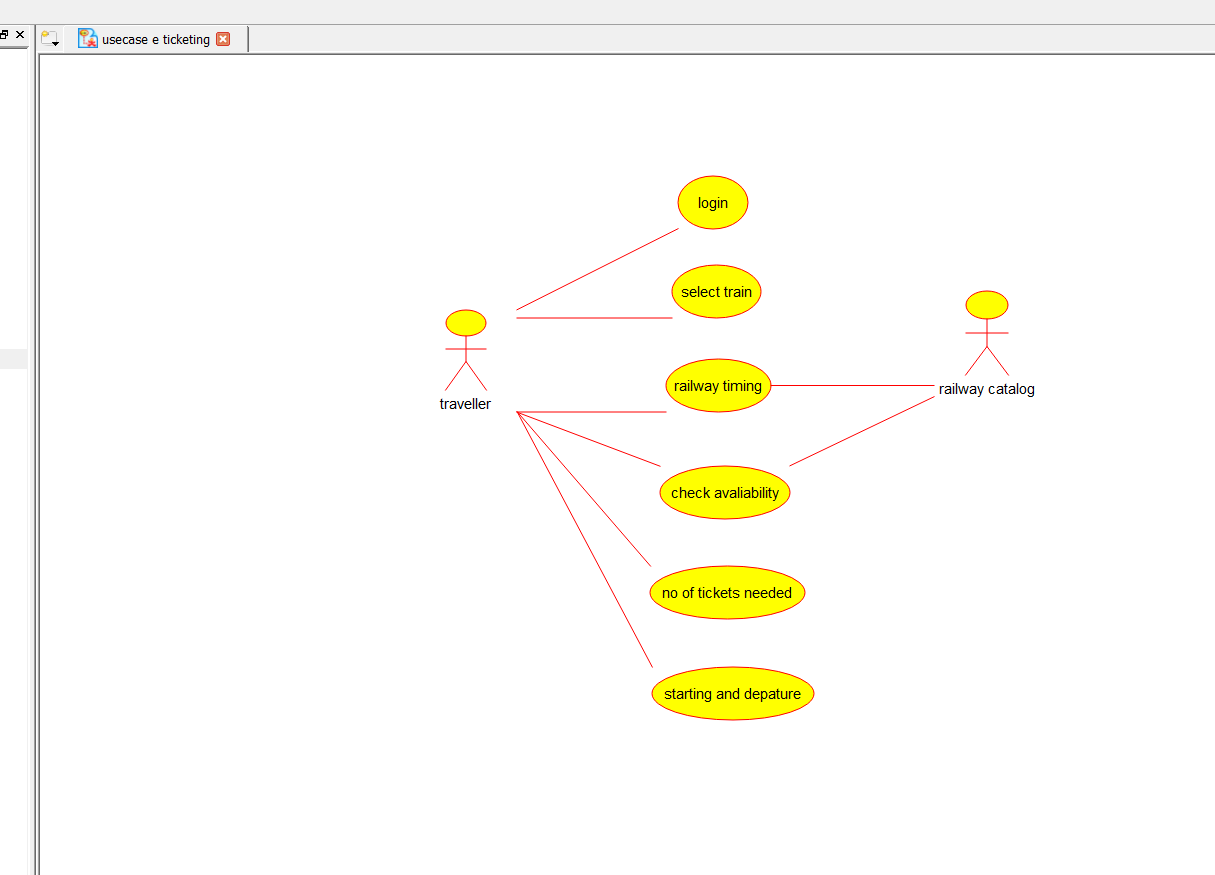 usecase e ticketing
login
select train
traveller
railway timing
railway catalog
check avaliability
no of tickets needed
starting and depature